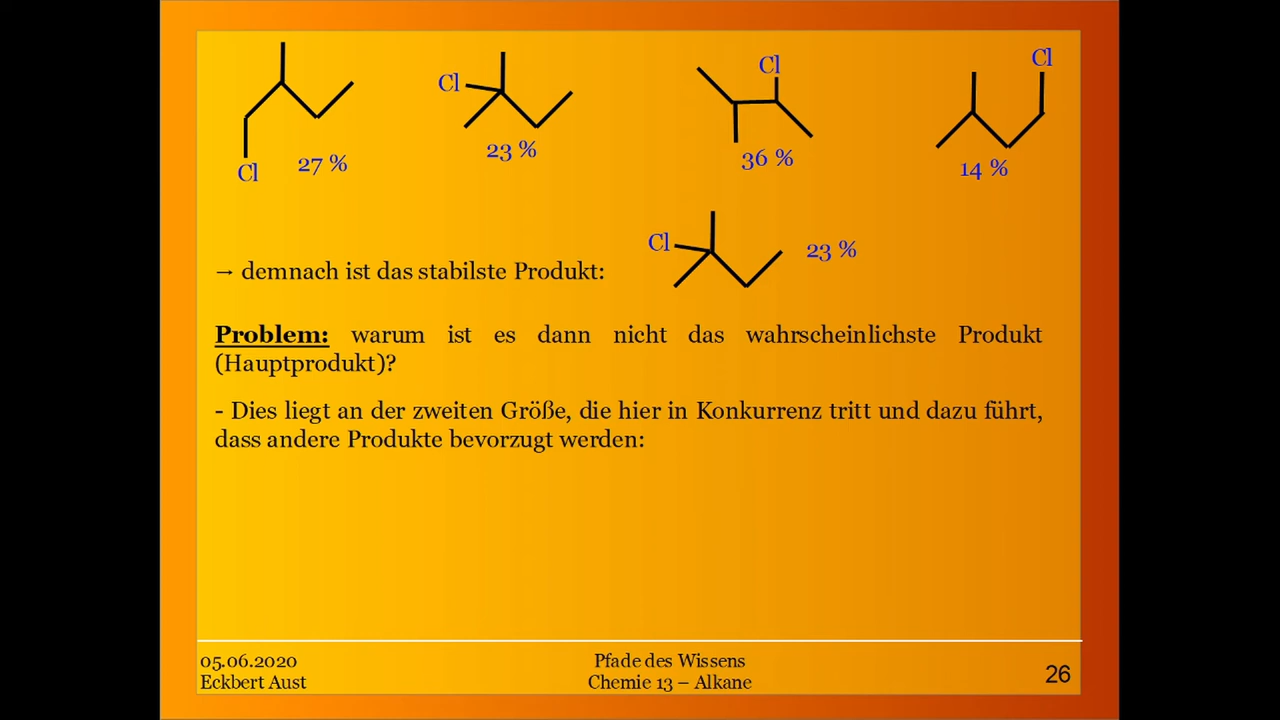 Cl
27 %
Cl
23 %
Cl
36 %
Cl
14 %
→ demnach ist das stabilste Produkt:
Cl
23 %
Problem: warum ist es dann nicht das wahrscheinlichste Produkt
(Hauptprodukt)?
- Dies liegt an der zweiten Größe, die hier in Konkurrenz tritt und dazu führt,
dass andere Produkte bevorzugt werden:
05.06.2020
Eckbert Aust
Pfade des Wissens
Chemie 13 – Alkane
26